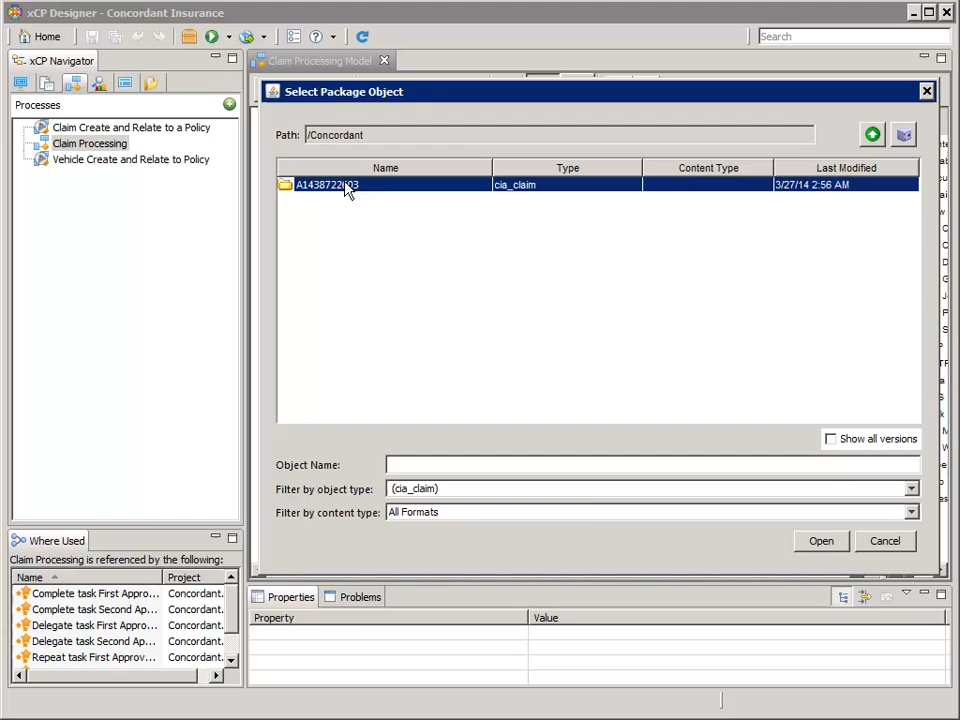 xCP Designer - Concordant Insurance
Home
Search
xCP Navigator
Claim Processing Model
Processes
Claim Create and Relate to a Policy
Claim Processing
Vehicle Create and Relate to Policy
Select Package Object
Path: /Concordant
Name Type Content Type Last Modified
cia_claim 3/27/14 2:56 AM
Show all versions
Object Name:
Filter by object type: (cia_claim)
Filter by content type: All Formats
Open Cancel
Where Used
Claim Processing is referenced by the following:
Name Project
Complete task First Appro... Concordant.
Complete task Second Ap... Concordant.
Delegate task First Appro... Concordant.
Delegate task Second Ap... Concordant.
Repeat task First Approv... Concordant.
Properties Problems
Property Value